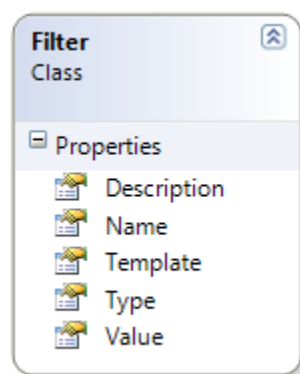 Filter
Class
Properties
Description
Name
Template
Type
Value